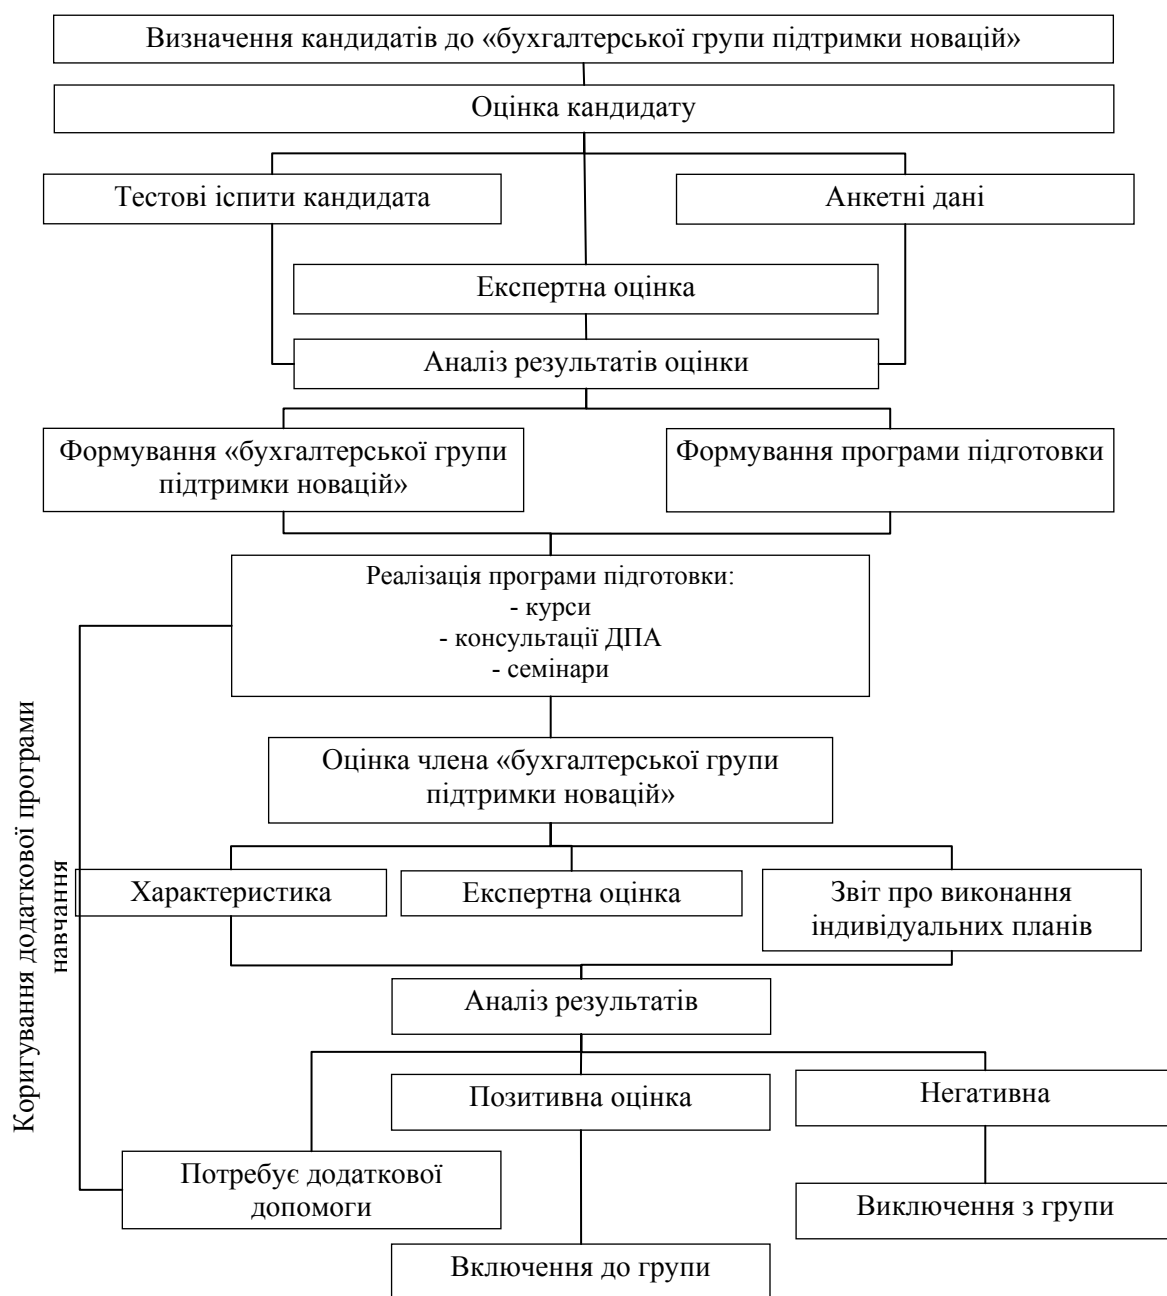 Визначення кандидатів до «бухгалтерської групи підтримки новацій»
Оцінка кандидату
Тестові іспити кандидата
Анкетні дані
Експертна оцінка
Аналіз результатів оцінки
Формування «бухгалтерської групи
підтримки новацій»
Формування програми підготовки
Реалізація програми підготовки:
- курси
- консультації ДПА
- семінари
Оцінка члена «бухгалтерської групи
підтримки новацій»
Коригування додаткової програми
навчання
Характеристика
Експертна оцінка
Звіт про виконання
індивідуальних планів
Аналіз результатів
Позитивна оцінка
Негативна
Потребує додаткової
допомоги
Виключення з групи
Включення до групи